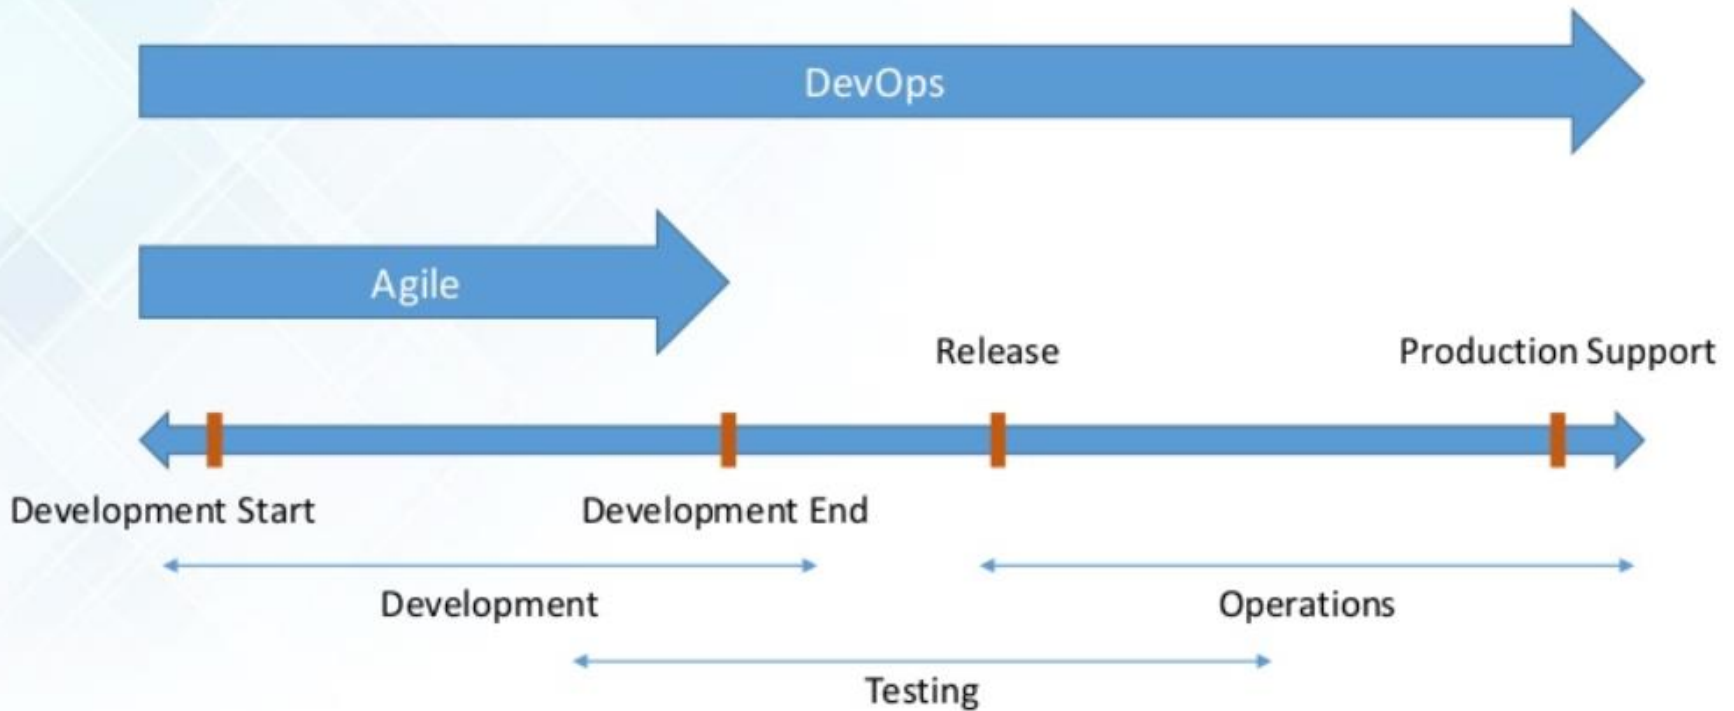 DevOps
Agile
Release
Production Support
Development Start
Development End
Development
Operations
Testing